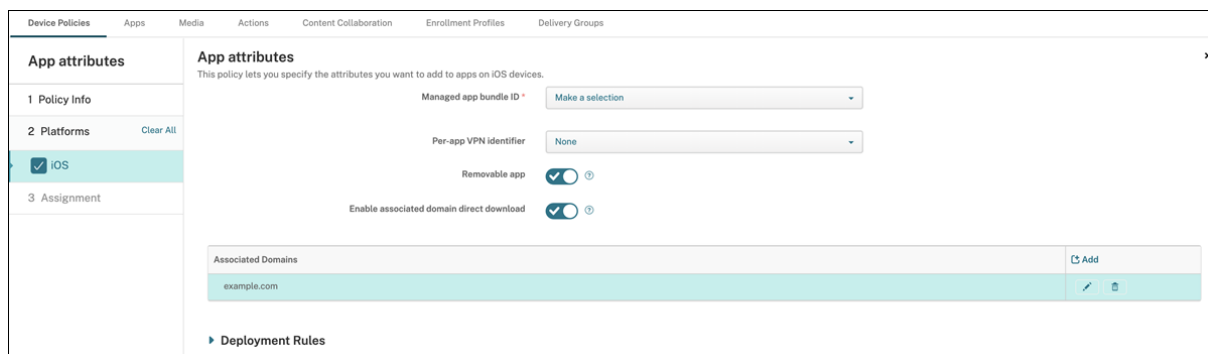 Device Policies Apps Media Actions Content Collaboration Enrollment Profiles Delivery Groups
App attributes
1 Policy Info
2 Platforms Clear All
iOS
3 Assignment
App attributes
This policy lets you specify the attributes you want to add to apps on iOS devices.
Managed app bundle ID * Make a selection
Per-app VPN identifier None
Removable app ?
Enable associated domain direct download ?
Associated Domains Add
example.com
Deployment Rules